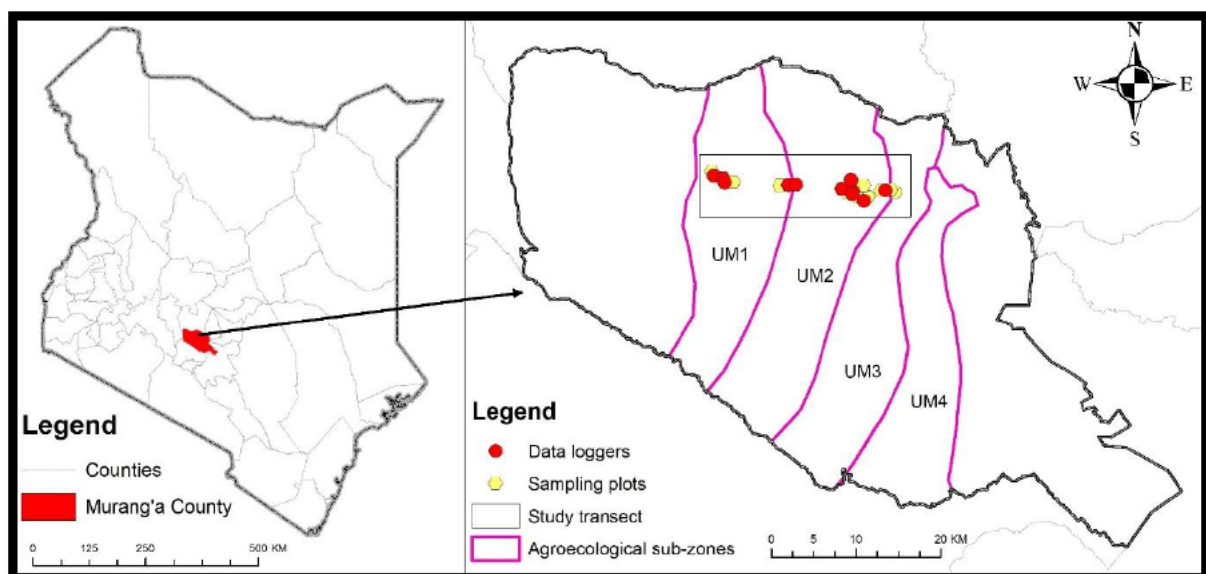 Legend
Counties
Murang'a County
0 125 250 500 KM
N
W E
S
UM1
UM2
UM3
UM4
Legend
Data loggers
Sampling plots
Study transect
Agroecological sub-zones
0 5 10 20 KM